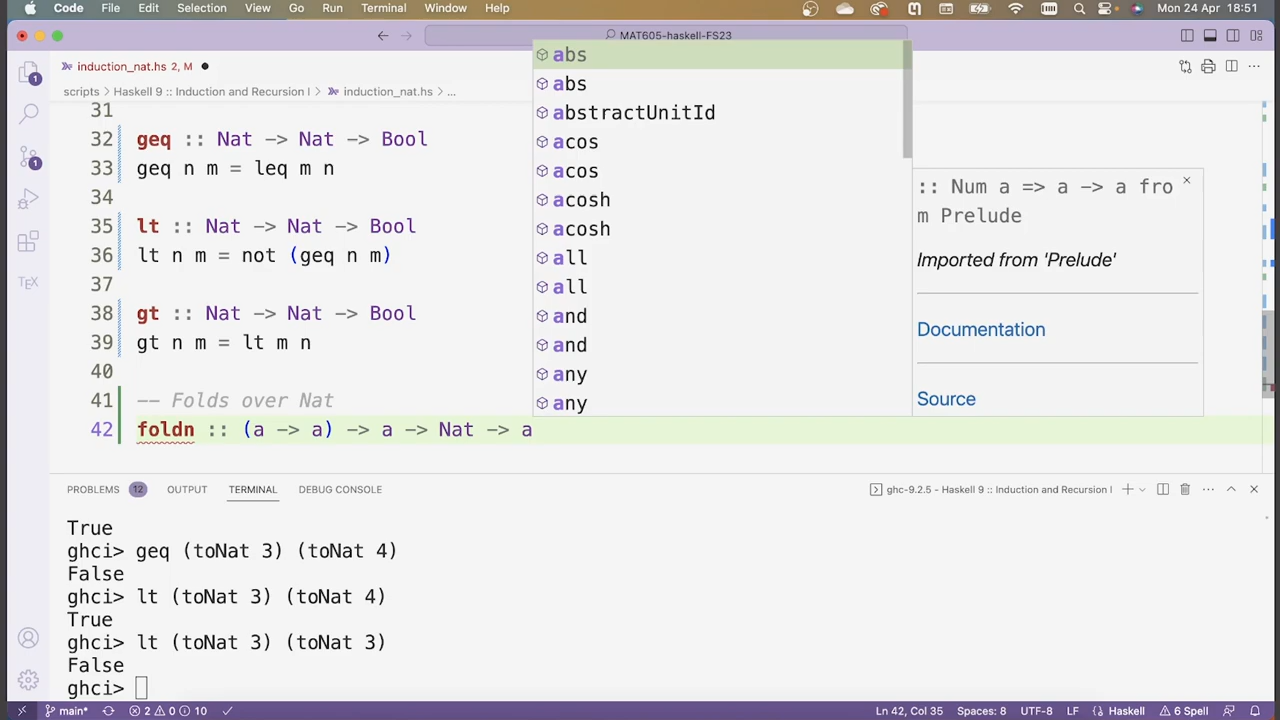 Code File Edit Selection View Go Run Terminal Window Help Mon 24 Apr 18:51
MAT605-haskell-FS23
induction_nat.hs 2, M
scripts > Haskell 9 :: Induction and Recursion I > induction_nat.hs > ...
31
32 geq :: Nat -> Nat -> Bool
33 geq n m = leq m n
34
35 lt :: Nat -> Nat -> Bool
36 lt n m = not (geq n m)
37
38 gt :: Nat -> Nat -> Bool
39 gt n m = lt m n
40
41 -- Folds over Nat
42 foldn :: (a -> a) -> a -> Nat -> a
abs
abs
abstractUnitId
acos
acos
acosh
acosh
all
all
and
and
any
any
:: Num a => a -> a fro
m Prelude
Imported from 'Prelude'
Documentation
Source
1
1
TEX
PROBLEMS 12 OUTPUT TERMINAL DEBUG CONSOLE ghc-9.2.5 - Haskell 9 :: Induction and Recursion I
True
ghci> geq (toNat 3) (toNat 4)
False
ghci> lt (toNat 3) (toNat 4)
True
ghci> lt (toNat 3) (toNat 3)
False
ghci>
main* 2 0 10 Ln 42, Col 35 Spaces: 8 UTF-8 LF Haskell 6 Spell